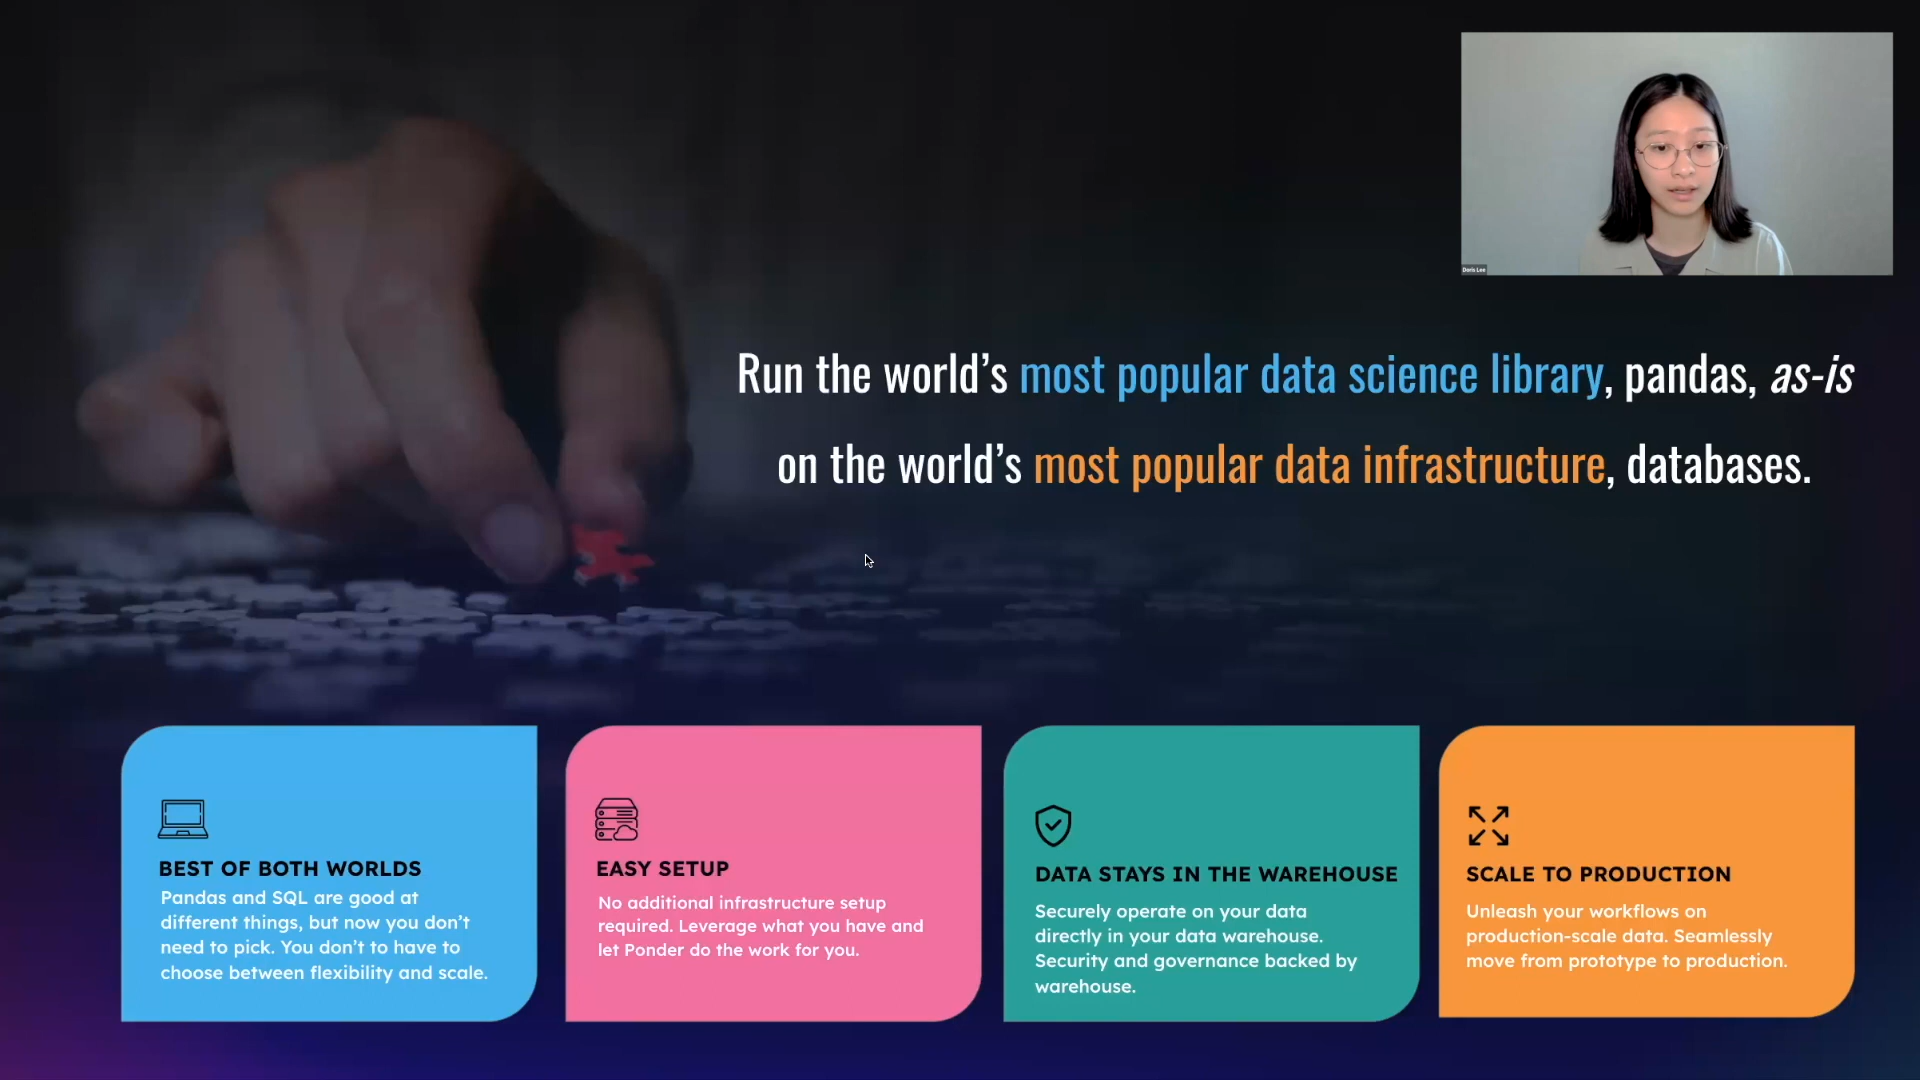 Doris Lee
Run the world's most popular data science library, pandas, as-is
on the world's most popular data infrastructure, databases.
BEST OF BOTH WORLDS
Pandas and SQL are good at
different things, but now you don't
need to pick. You don't to have to
choose between flexibility and scale.
EASY SETUP
No additional infrastructure setup
required. Leverage what you have and
let Ponder do the work for you.
DATA STAYS IN THE WAREHOUSE
Securely operate on your data
directly in your data warehouse.
Security and governance backed by
warehouse.
SCALE TO PRODUCTION
Unleash your workflows on
production-scale data. Seamlessly
move from prototype to production.